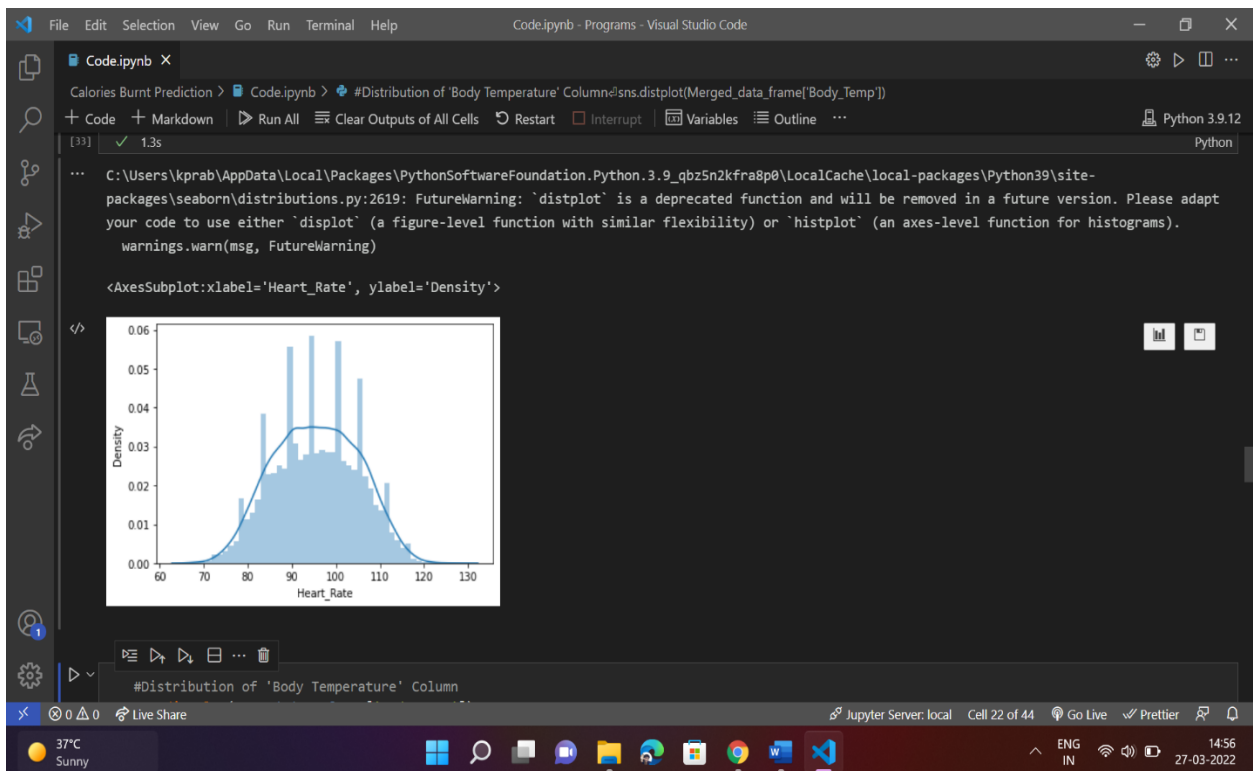 File Edit Selection View Go Run Terminal Help Code.ipynb - Programs - Visual Studio Code
Code.ipynb
Calories Burnt Prediction > Code.ipynb > #Distribution of 'Body Temperature' Column⏎sns.distplot(Merged_data_frame['Body_Temp'])
+ Code + Markdown Run All Clear Outputs of All Cells Restart Interrupt Variables Outline ··· Python 3.9.12
[33] ✓ 1.3s Python
... C:\Users\kprab\AppData\Local\Packages\PythonSoftwareFoundation.Python.3.9_qbz5n2kfra8p0\LocalCache\local-packages\Python39\site-
packages\seaborn\distributions.py:2619: FutureWarning: `distplot` is a deprecated function and will be removed in a future version. Please adapt
your code to use either `displot` (a figure-level function with similar flexibility) or `histplot` (an axes-level function for histograms).
warnings.warn(msg, FutureWarning)
<AxesSubplot:xlabel='Heart_Rate', ylabel='Density'>
0.06
0.05
0.04
0.03
0.02
0.01
0.00
Density
60 70 80 90 100 110 120 130
Heart_Rate
1
#Distribution of 'Body Temperature' Column
0 0 Live Share Jupyter Server: local Cell 22 of 44 Go Live Prettier
37°C
Sunny
ENG
IN
14:56
27-03-2022